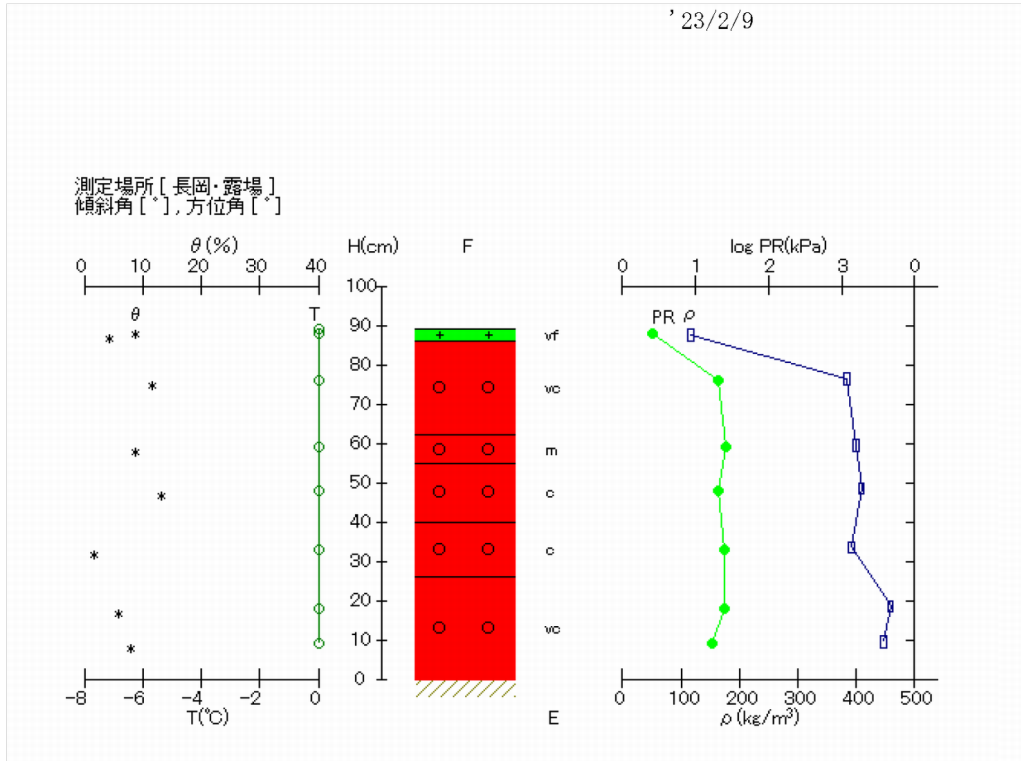 ’23/2/9
測定場所[ 長岡・露場 ]
傾斜角[ ° ], 方位角[ ° ]
θ(%) H(cm) F log PR(kPa)
0 10 20 30 40 0 1 2 3 0
100
θ T PR ρ
90 vf
80
vc
70
60 m
50 c
40
30 c
20
10 vc
0
-8 -6 -4 -2 0 0 100 200 300 400 500
T(℃) E ρ(kg/m³)